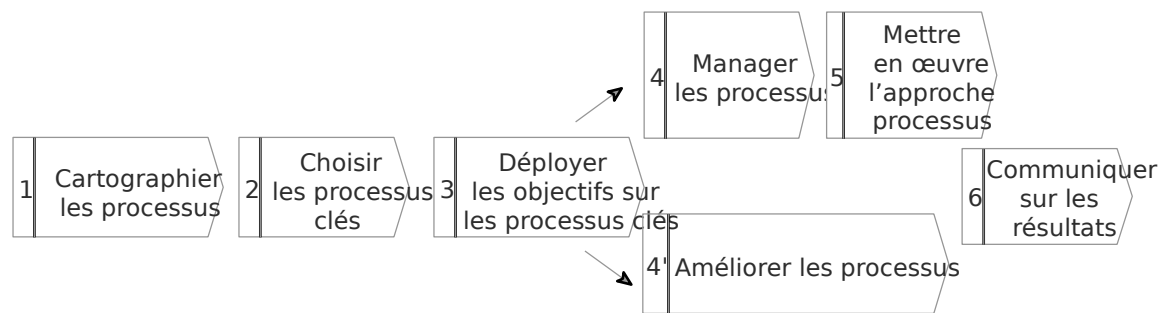 1
Cartographier
les processus
2
Choisir
les processus
clés
3
Déployer
les objectifs sur
les processus clés
4
Manager
les processus
5
Mettre
en œuvre
l’approche
processus
4'
Améliorer les processus
6
Communiquer
sur les
résultats